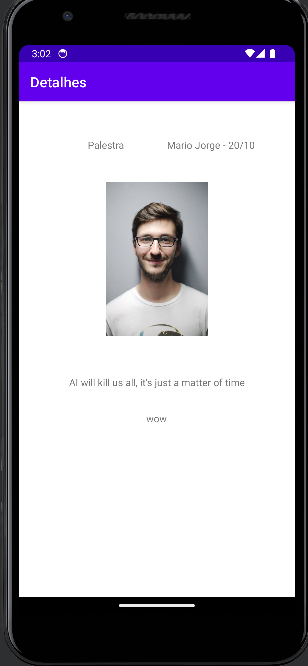 3:02
Detalhes
Palestra Mario Jorge - 20/10
AI will kill us all, it's just a matter of time
wow